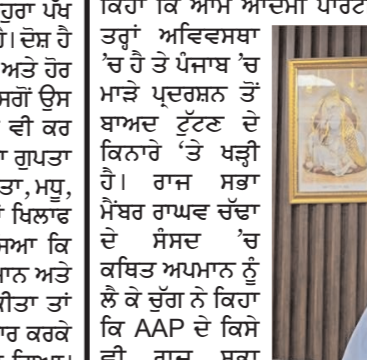 ਹੁਰਾ ਪੱਖ
ਹੈ। ਦੋਸ਼ ਹੈ
ਅਤੇ ਹੋਰ
ਸਗੋਂ ਉਸ
ਵੀ ਕਰ
ਗੁਪਤਾ
ਤਾ, ਮਧੂ,
ਖਿਲਾਫ
ਕਿ
ਮਾਨ ਅਤੇ
ਕੀਤਾ ਤਾਂ
ਕਰਕੇ
ਕਿਹਾ ਕਿ ਆਮ ਆਦਮੀ ਪਾਰਟੀ
ਤਰ੍ਹਾਂ ਅਵਿਵਸਥਾ
’ਚ ਹੈ ਤੇ ਪੰਜਾਬ ’ਚ
ਮਾੜੇ ਪ੍ਰਦਰਸ਼ਨ ਤੋਂ
ਬਾਅਦ ਟੁੱਟਣ ਦੇ
ਕਿਨਾਰੇ ‘ਤੇ ਖੜ੍ਹੀ
ਹੈ। ਰਾਜ ਸਭਾ
ਮੈਂਬਰ ਰਾਘਵ ਚੱਢਾ
ਦੇ ਸੰਸਦ ’ਚ
ਕਥਿਤ ਅਪਮਾਨ ਨੂੰ
ਲੈ ਕੇ ਚੁੱਗ ਨੇ ਕਿਹਾ
ਕਿ AAP ਦੇ ਕਿਸੇ
ਵੀ ਰਾਜ ਸਭਾ